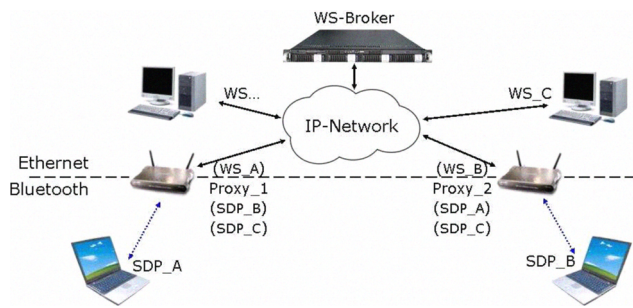 WS-Broker
WS...
WS_C
IP-Network
Ethernet
Bluetooth
(WS_A)
Proxy_1
(SDP_B)
(SDP_C)
(WS_B)
Proxy_2
(SDP_A)
(SDP_C)
SDP_A
SDP_B